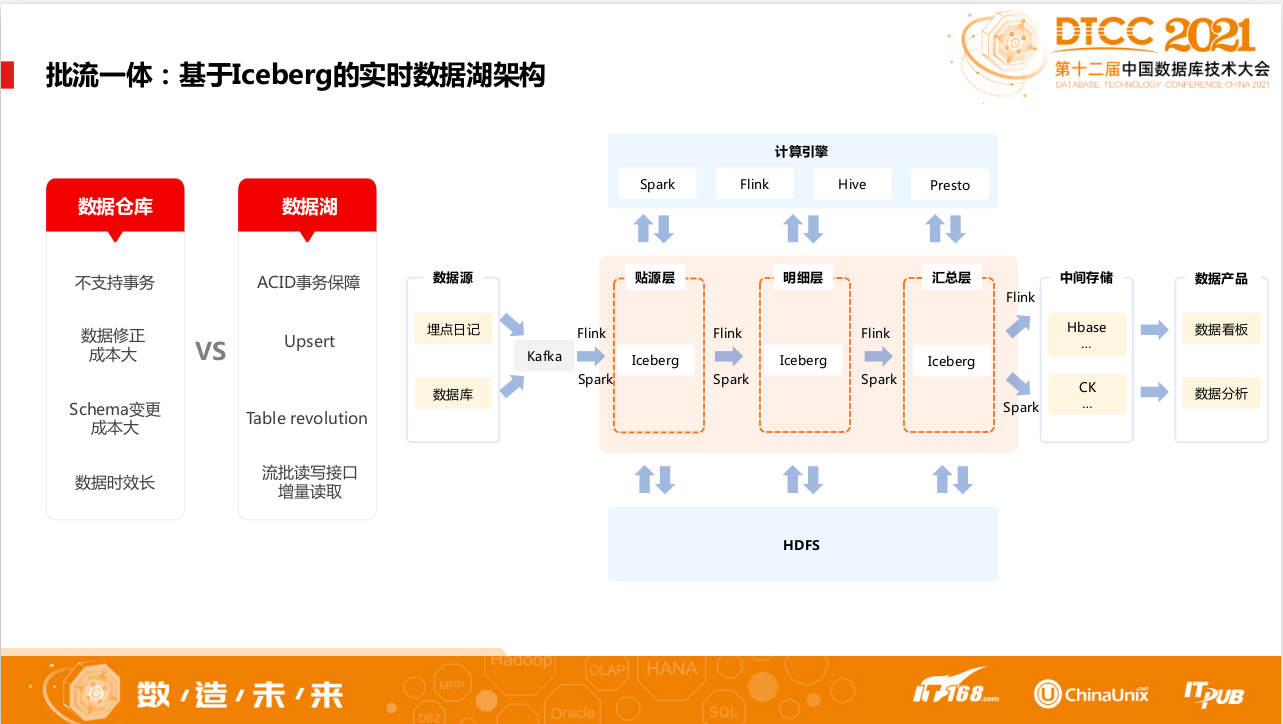 批流一体：基于Iceberg的实时数据湖架构
DTCC 2021
第十二届中国数据库技术大会
DATABASE TECHNOLOGY CONFERENCE CHINA 2021
数据仓库
不支持事务
数据修正
成本大
Schema变更
成本大
数据时效长
VS
数据湖
ACID事务保障
Upsert
Table revolution
流批读写接口
增量读取
计算引擎
Spark
Flink
Hive
Presto
数据源
埋点日记
数据库
Kafka
Flink
Spark
贴源层
Iceberg
Flink
Spark
明细层
Iceberg
Flink
Spark
汇总层
Iceberg
Flink
Spark
中间存储
Hbase
...
CK
...
数据产品
数据看板
数据分析
HDFS
数造未来
Hadoop
MPP
DB2
OLAP
HANA
Oracle
SQL
IT168.com
ChinaUnix.net
ITPUB